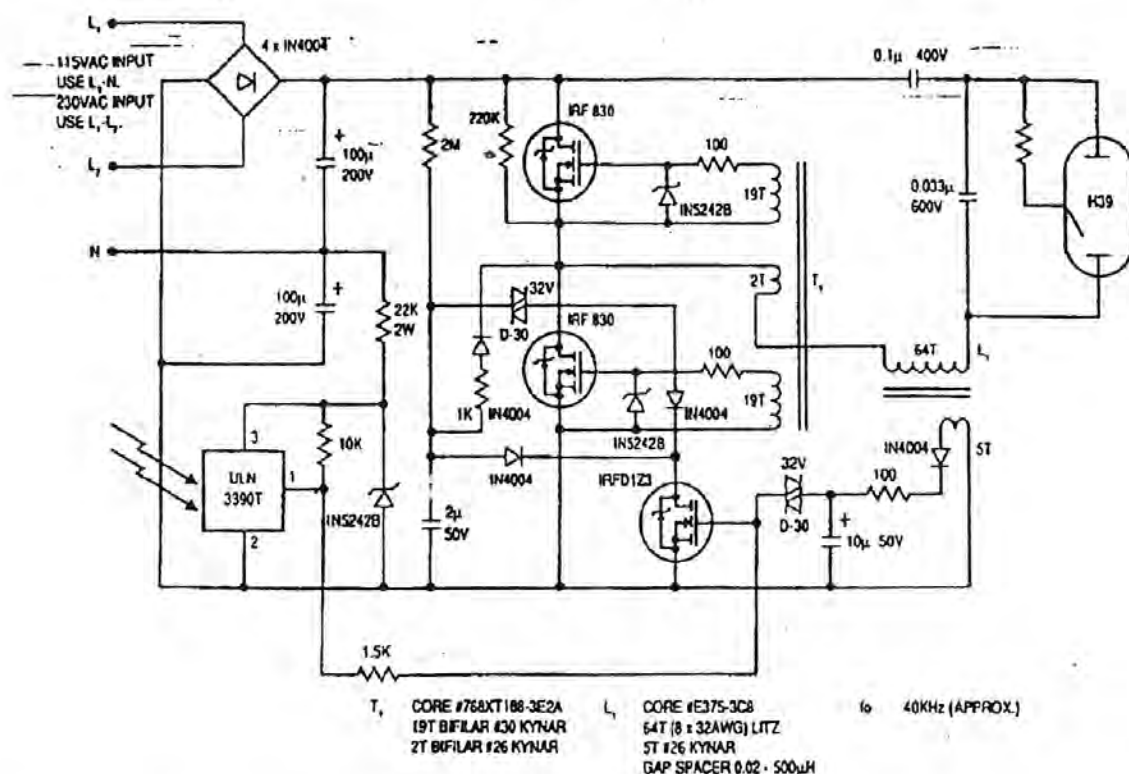 L₁
4 x IN4004
115VAC INPUT
USE L₁-N.
230VAC INPUT
USE L₁-L₂.
L₂
N
100µ
200V
+
100µ
200V
+
22K
2W
2M
220K
IRF 830
100
19T
IN5242B
0.1µ 400V
0.033µ
600V
H39
2T
T₁
32V
D-30
IRF 830
100
19T
IN5242B
IN4004
1K
IN4004
1N4004
64T
L₁
5T
IN4004
100
32V
D-30
+
10µ 50V
IRFD1Z3
2µ
50V
10K
IN5242B
ULN
3390T
3
1
2
1.5K
T₁ CORE #768XT188-3E2A
19T BIFILAR #30 KYNAR
2T BIFILAR #26 KYNAR
L₁ CORE #E375-3C8
64T (8 x 32AWG) LITZ
5T #26 KYNAR
GAP SPACER 0.02 - 500µH
fo 40KHz (APPROX.)